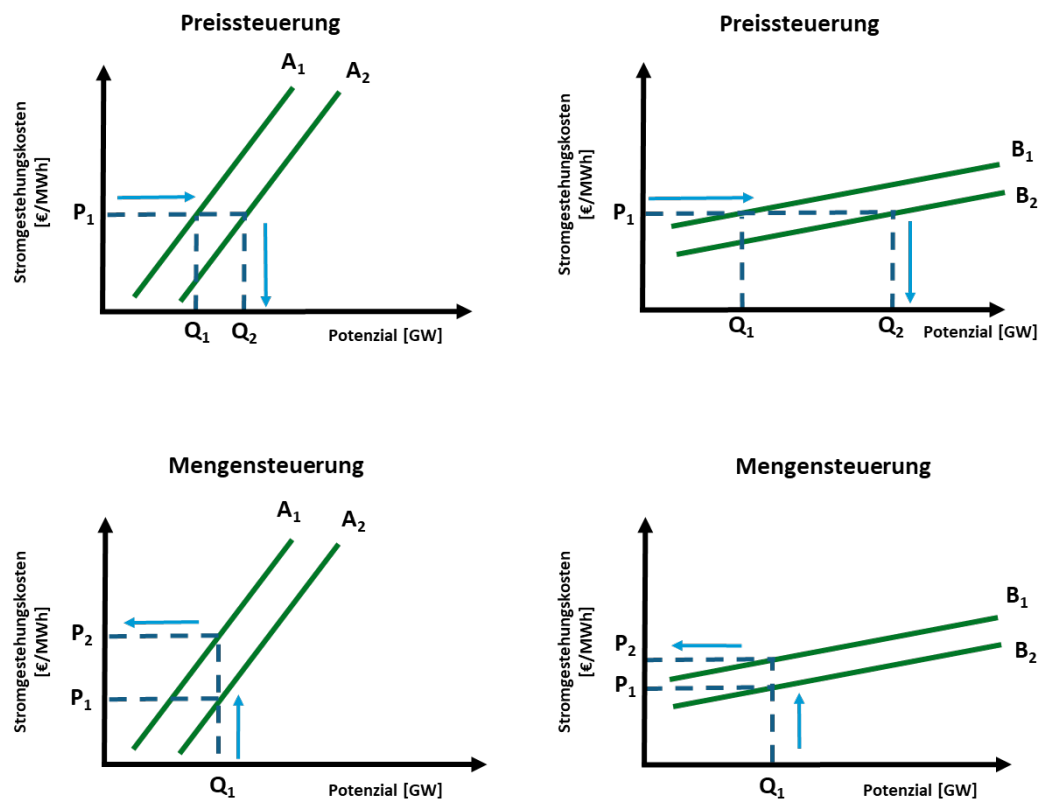 Preissteuerung
A₁
A₂
Stromgestehungskosten
[€/MWh]
P₁
Q₁
Q₂
Potenzial [GW]
Preissteuerung
B₁
B₂
Stromgestehungskosten
[€/MWh]
P₁
Q₁
Q₂
Potenzial [GW]
Mengensteuerung
A₁
A₂
Stromgestehungskosten
[€/MWh]
P₂
P₁
Q₁
Potenzial [GW]
Mengensteuerung
B₁
B₂
Stromgestehungskosten
[€/MWh]
P₂
P₁
Q₁
Potenzial [GW]